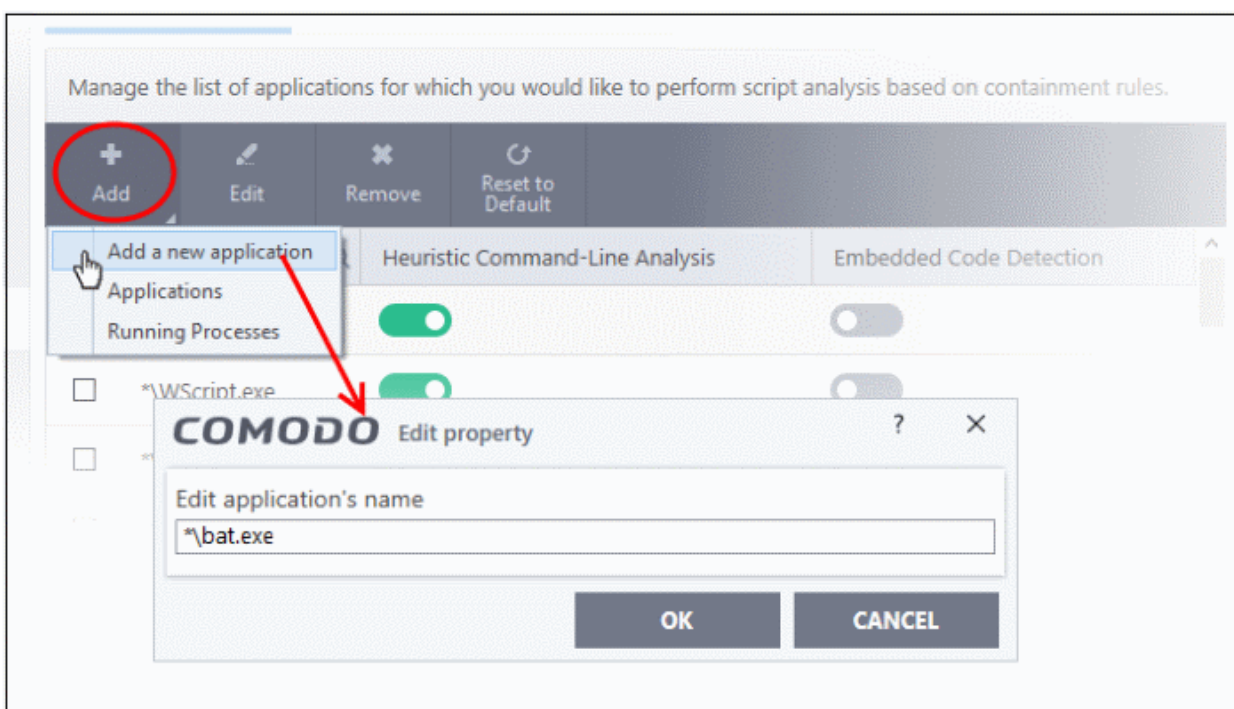 Manage the list of applications for which you would like to perform script analysis based on containment rules.
Add
Edit
Remove
Reset to
Default
Add a new application
Applications
Running Processes
Heuristic Command-Line Analysis
Embedded Code Detection
*\WScript.exe
COMODO Edit property
?
Edit application's name
*\bat.exe
OK
CANCEL